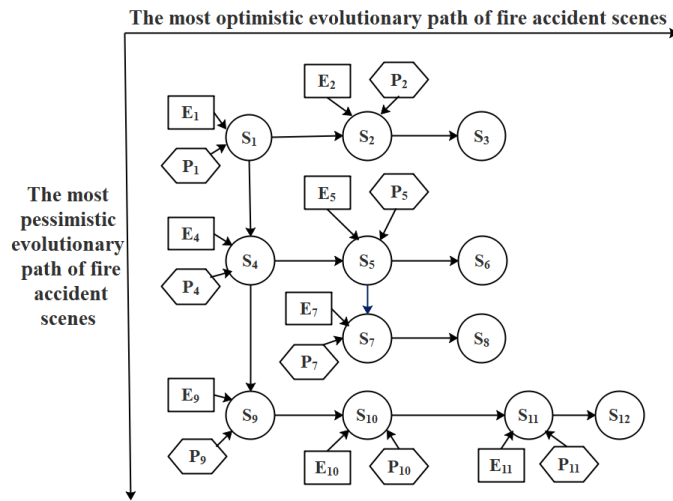 The most optimistic evolutionary path of fire accident scenes
E2
P2
E1
S1
S2
S3
P1
The most
pessimistic
evolutionary
path of fire
accident
scenes
E5
P5
E4
S4
S5
S6
P4
E7
S7
S8
P7
E9
S9
S10
S11
S12
P9
E10
P10
E11
P11